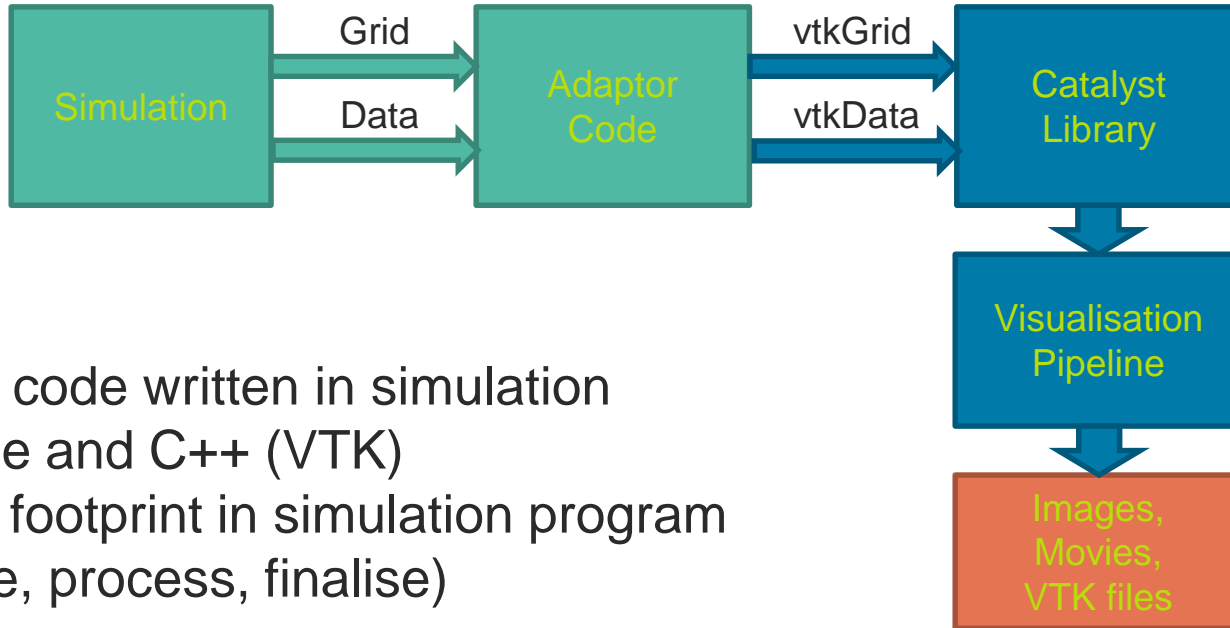 Simulation
Grid
Data
Adaptor
Code
vtkGrid
vtkData
Catalyst
Library
Visualisation
Pipeline
Images,
Movies,
VTK files
code written in simulation
e and C++ (VTK)
footprint in simulation program
e, process, finalise)